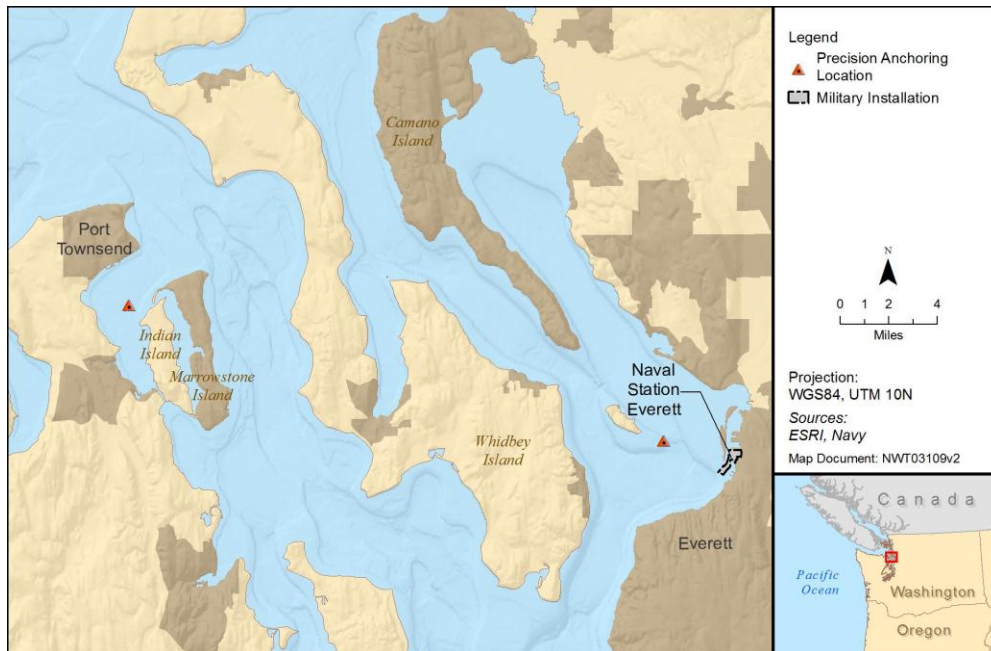 Camano
Island
Port
Townsend
Indian
Island
Marrowstone
Island
Naval
Station
Everett
Whidbey
Island
Everett
Legend
Precision Anchoring
Location
Military Installation
N
0 1 2 4
Miles
Projection:
WGS84, UTM 10N
Sources:
ESRI, Navy
Map Document: NWT03109v2
Canada
Pacific
Ocean
Washington
Oregon